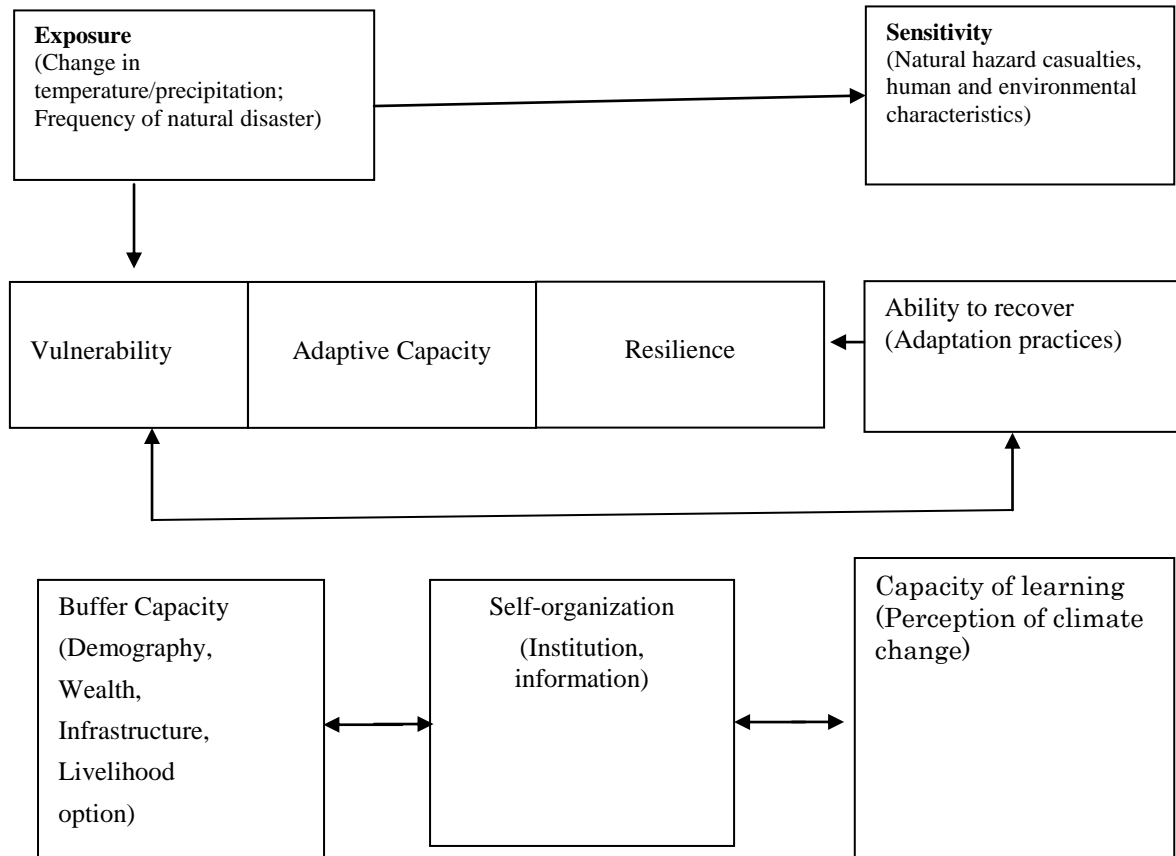 Exposure
(Change in
temperature/precipitation;
Frequency of natural disaster)
Sensitivity
(Natural hazard casualties,
human and environmental
characteristics)
Vulnerability
Adaptive Capacity
Resilience
Ability to recover
(Adaptation practices)
Buffer Capacity
(Demography,
Wealth,
Infrastructure,
Livelihood
option)
Self-organization
(Institution,
information)
Capacity of learning
(Perception of climate
change)